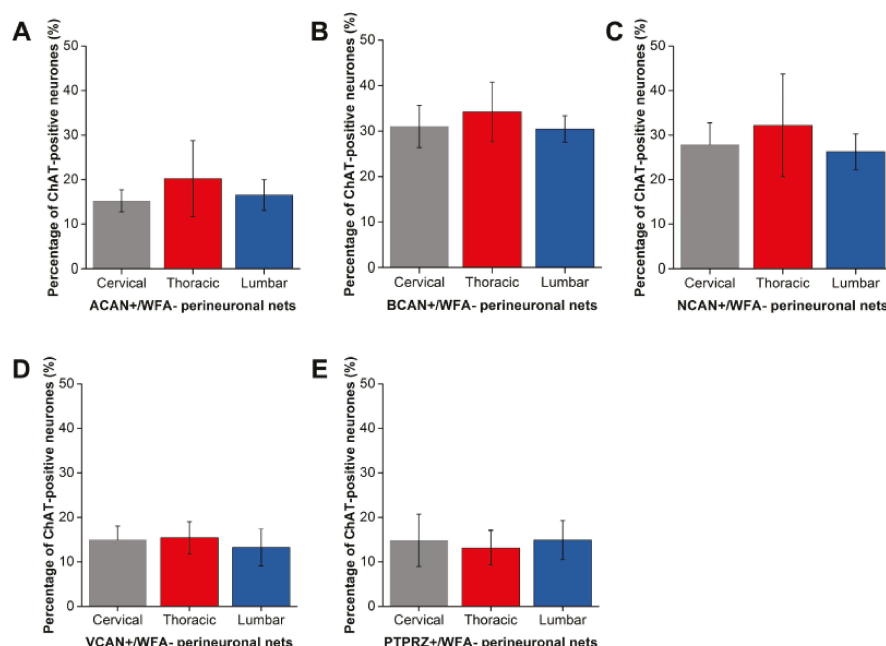 A
Percentage of ChAT-positive neurones (%)
50
40
30
20
10
0
Cervical Thoracic Lumbar
ACAN+/WFA- perineuronal nets
B
Percentage of ChAT-positive neurones (%)
50
40
30
20
10
0
Cervical Thoracic Lumbar
BCAN+/WFA- perineuronal nets
C
Percentage of ChAT-positive neurones (%)
50
40
30
20
10
0
Cervical Thoracic Lumbar
NCAN+/WFA- perineuronal nets
D
Percentage of ChAT-positive neurones (%)
50
40
30
20
10
0
Cervical Thoracic Lumbar
VCAN+/WFA- perineuronal nets
E
Percentage of ChAT-positive neurones (%)
50
40
30
20
10
0
Cervical Thoracic Lumbar
PTPRZ+/WFA- perineuronal nets